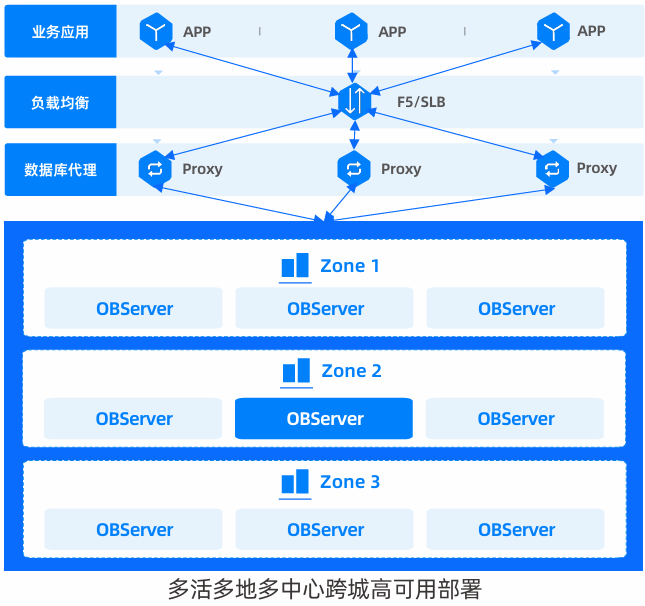 业务应用 APP APP APP
负载均衡 F5/SLB
数据库代理 Proxy Proxy Proxy
Zone 1
OBServer OBServer OBServer
Zone 2
OBServer OBServer OBServer
Zone 3
OBServer OBServer OBServer
多活多地多中心跨城高可用部署